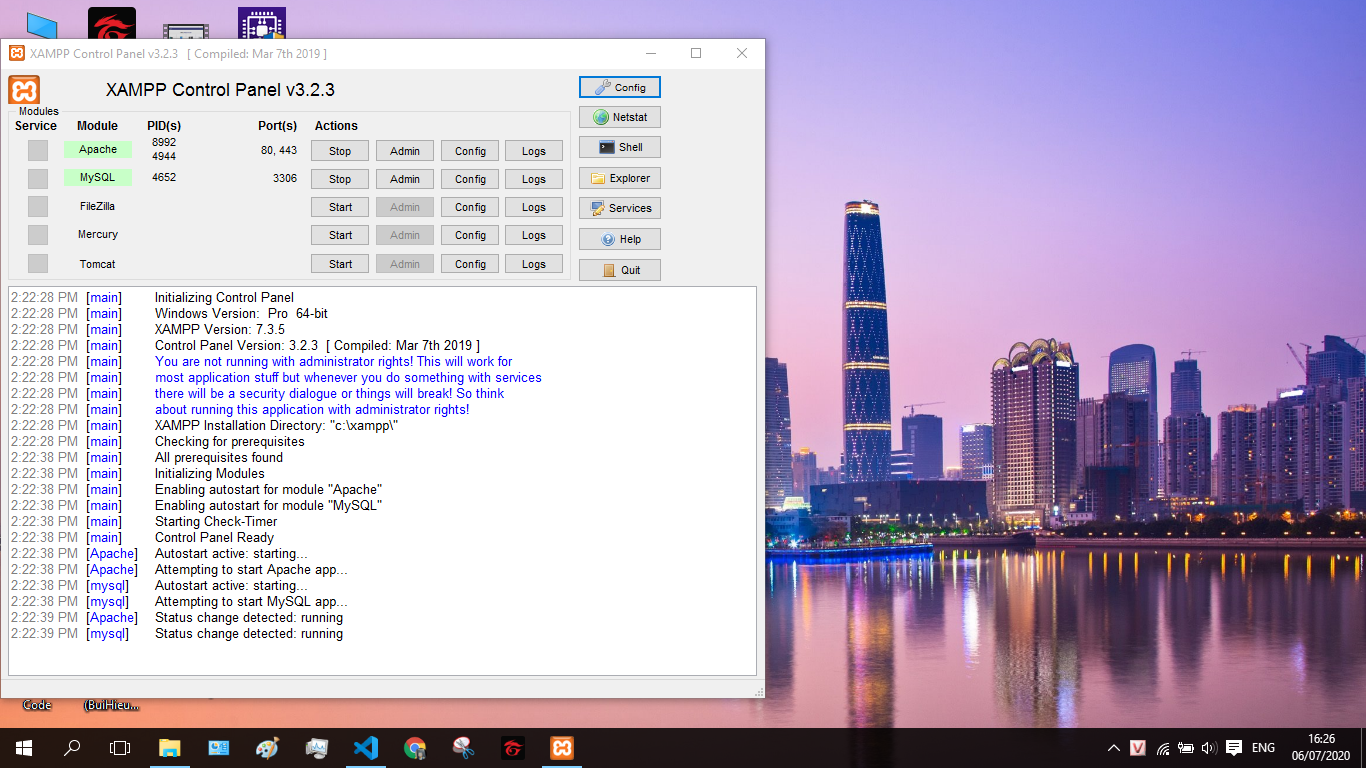 XAMPP Control Panel v3.2.3 [ Compiled: Mar 7th 2019 ]
XAMPP Control Panel v3.2.3
Config
Modules
Service Module PID(s) Port(s) Actions
Netstat
Apache 8992 4944 80, 443 Stop Admin Config Logs
Shell
MySQL 4652 3306 Stop Admin Config Logs
Explorer
FileZilla Start Admin Config Logs
Services
Mercury Start Admin Config Logs
Help
Tomcat Start Admin Config Logs
Quit
2:22:28 PM [main] Initializing Control Panel
2:22:28 PM [main] Windows Version: Pro 64-bit
2:22:28 PM [main] XAMPP Version: 7.3.5
2:22:28 PM [main] Control Panel Version: 3.2.3 [ Compiled: Mar 7th 2019 ]
2:22:28 PM [main] You are not running with administrator rights! This will work for
2:22:28 PM [main] most application stuff but whenever you do something with services
2:22:28 PM [main] there will be a security dialogue or things will break! So think
2:22:28 PM [main] about running this application with administrator rights!
2:22:28 PM [main] XAMPP Installation Directory: "c:\xampp\"
2:22:28 PM [main] Checking for prerequisites
2:22:38 PM [main] All prerequisites found
2:22:38 PM [main] Initializing Modules
2:22:38 PM [main] Enabling autostart for module "Apache"
2:22:38 PM [main] Enabling autostart for module "MySQL"
2:22:38 PM [main] Starting Check-Timer
2:22:38 PM [main] Control Panel Ready
2:22:38 PM [Apache] Autostart active: starting...
2:22:38 PM [Apache] Attempting to start Apache app...
2:22:38 PM [mysql] Autostart active: starting...
2:22:38 PM [mysql] Attempting to start MySQL app...
2:22:39 PM [Apache] Status change detected: running
2:22:39 PM [mysql] Status change detected: running
Code (BuiHieu...
V ENG 16:26
06/07/2020